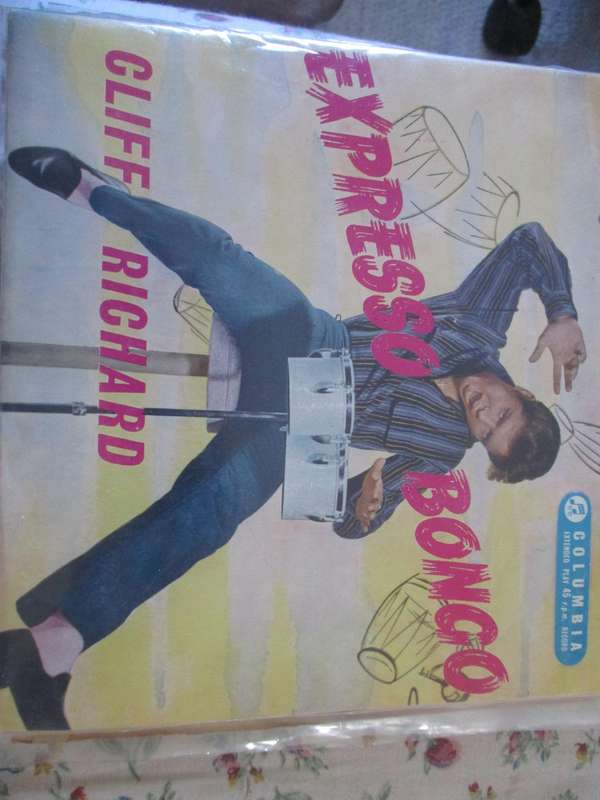 EXPRESSO
BONGO
COLUMBIA
EXTENDED PLAY 45 r.p.m. RECORD
CLIFF RICHARD